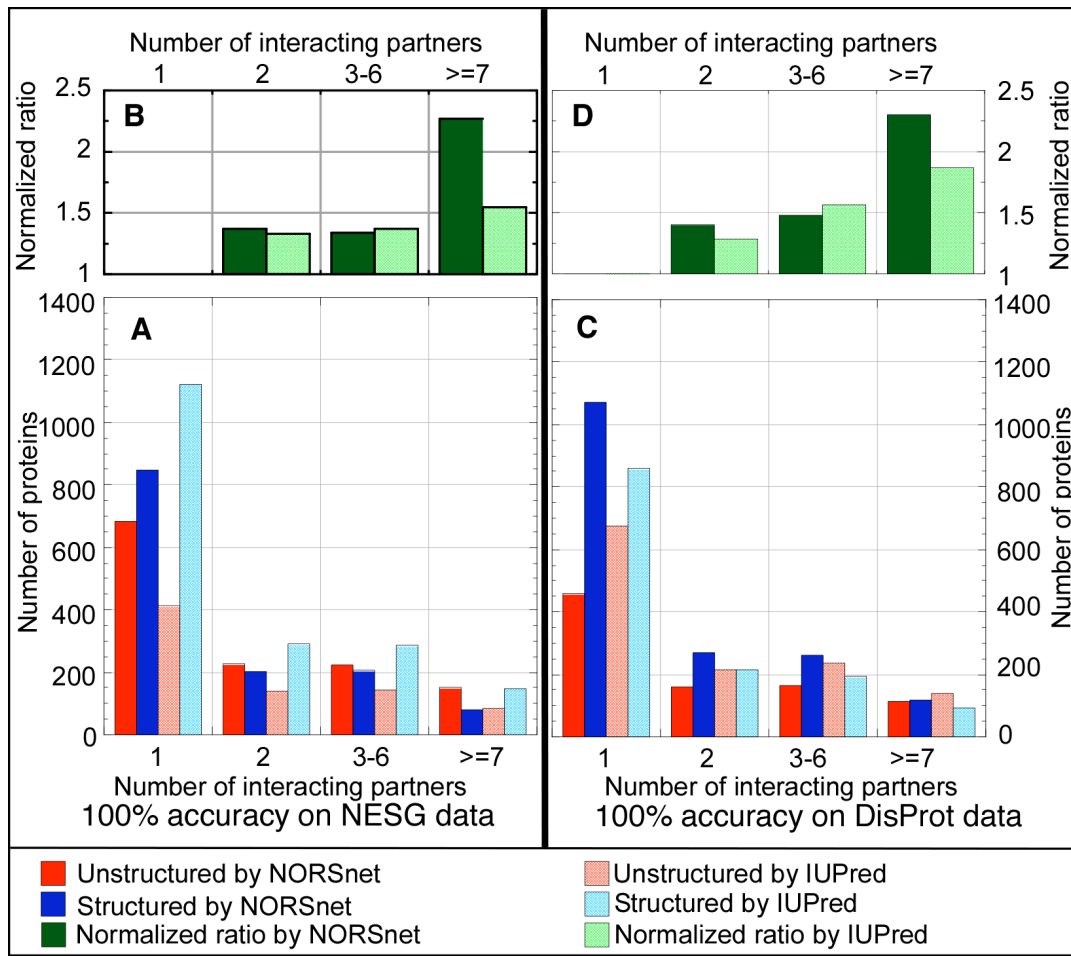 Number of interacting partners
1 2 3-6 >=7
Normalized ratio
2.5
2
1.5
1
B
Number of proteins
1400
1200
1000
800
600
400
200
0
A
1 2 3-6 >=7
Number of interacting partners
100% accuracy on NESG data
Number of interacting partners
1 2 3-6 >=7
D
2.5
2
1.5
1
Normalized ratio
C
1400
1200
1000
800
600
400
200
0
Number of proteins
1 2 3-6 >=7
Number of interacting partners
100% accuracy on DisProt data
Unstructured by NORSnet
Structured by NORSnet
Normalized ratio by NORSnet
Unstructured by IUPred
Structured by IUPred
Normalized ratio by IUPred